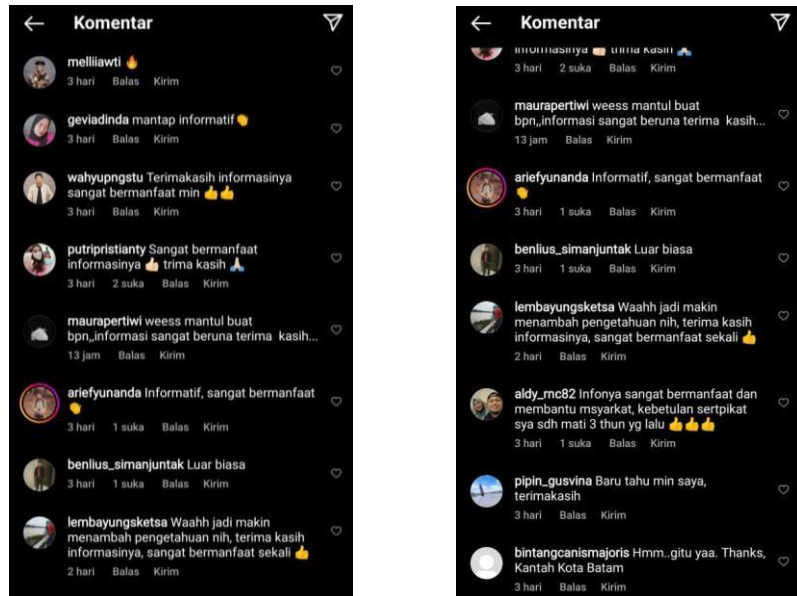 Komentar
melliiawti 🔥
3 hari Balas Kirim
geviadinda mantap informatif👏
3 hari Balas Kirim
wahyupngstu Terimakasih informasinya
sangat bermanfaat min 👍👍
3 hari Balas Kirim
putripristianty Sangat bermanfaat
informasinya 👍🏻 trima kasih 🙏🏻
3 hari 2 suka Balas Kirim
maurapertiwi weess mantul buat
bpn,,informasi sangat beruna terima kasih...
13 jam Balas Kirim
ariefyunanda Informatif, sangat bermanfaat
👏
3 hari 1 suka Balas Kirim
benlius_simanjuntak Luar biasa
3 hari 1 suka Balas Kirim
lembayungsketsa Waahh jadi makin
menambah pengetahuan nih, terima kasih
informasinya, sangat bermanfaat sekali 👍
2 hari Balas Kirim
Komentar
informasinya 👍🏻 trima kasih 🙏🏻
3 hari 2 suka Balas Kirim
maurapertiwi weess mantul buat
bpn,,informasi sangat beruna terima kasih...
13 jam Balas Kirim
ariefyunanda Informatif, sangat bermanfaat
👏
3 hari 1 suka Balas Kirim
benlius_simanjuntak Luar biasa
3 hari 1 suka Balas Kirim
lembayungsketsa Waahh jadi makin
menambah pengetahuan nih, terima kasih
informasinya, sangat bermanfaat sekali 👍
2 hari Balas Kirim
aldy_rnc82 Infonya sangat bermanfaat dan
membantu msyarkat, kebetulan sertpikat
sya sdh mati 3 thun yg lalu 👍👍👍
3 hari 1 suka Balas Kirim
pipin_gusvina Baru tahu min saya,
terimakasih
3 hari Balas Kirim
bintangcanismajoris Hmm..gitu yaa. Thanks,
Kantah Kota Batam
3 hari Balas Kirim